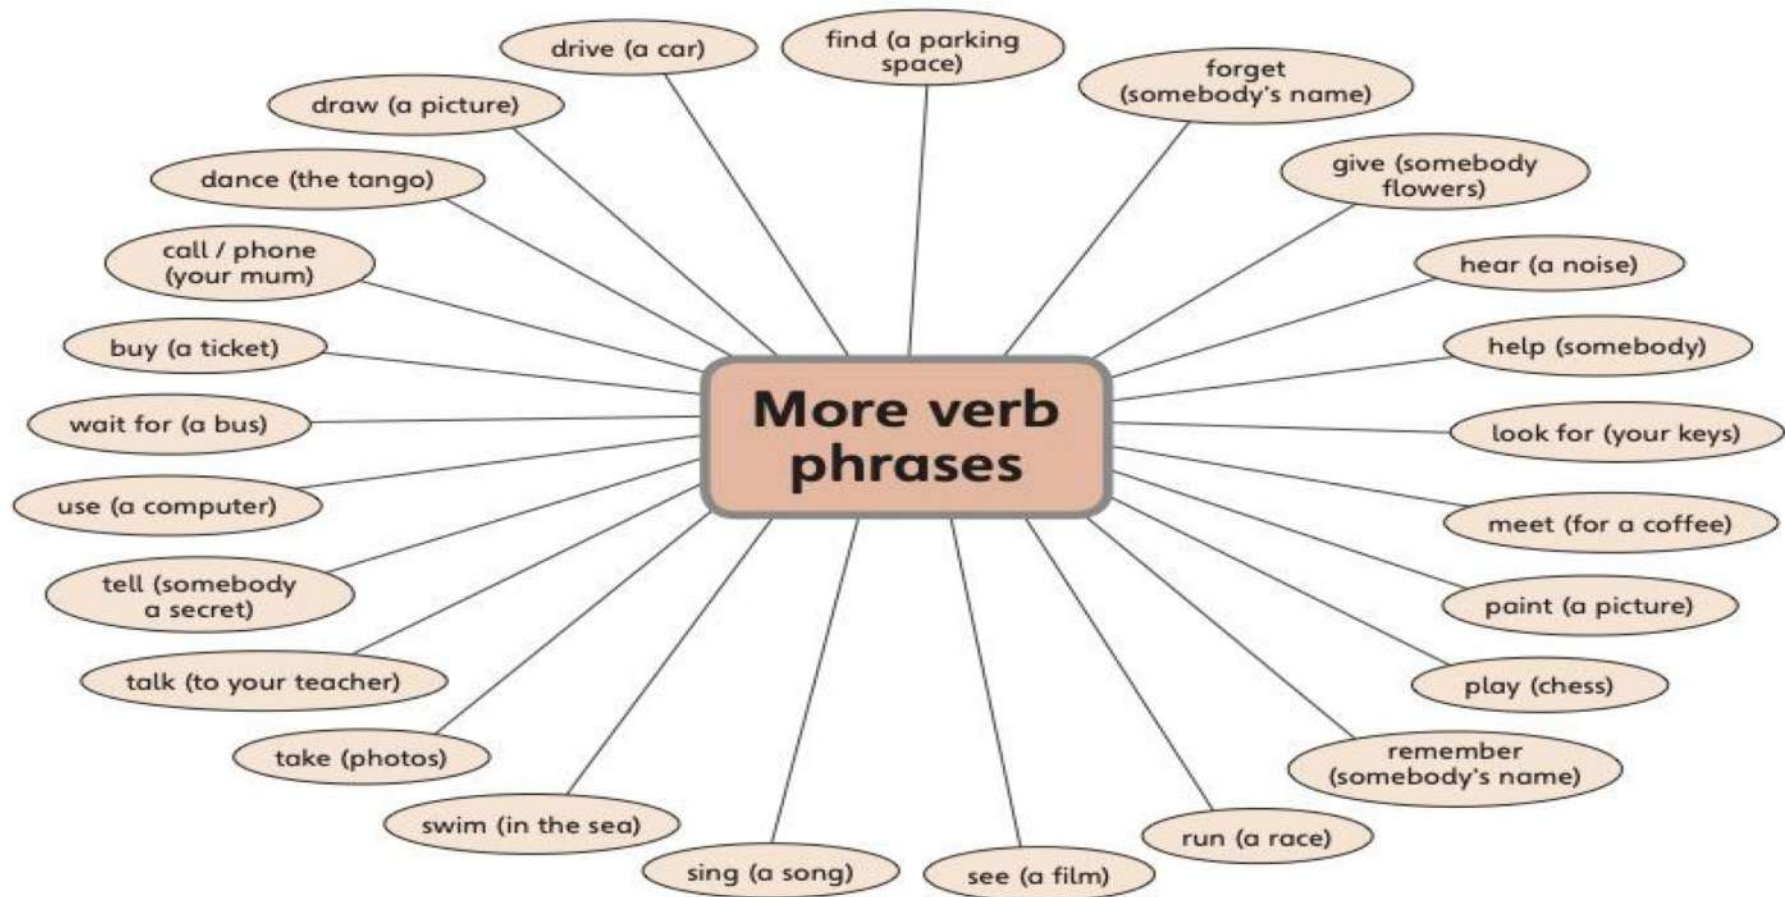 More verb
phrases
find (a parking
space)
forget
(somebody's name)
give (somebody
flowers)
hear (a noise)
help (somebody)
look for (your keys)
meet (for a coffee)
paint (a picture)
play (chess)
remember
(somebody's name)
run (a race)
see (a film)
sing (a song)
swim (in the sea)
take (photos)
talk (to your teacher)
tell (somebody
a secret)
use (a computer)
wait for (a bus)
buy (a ticket)
call / phone
(your mum)
dance (the tango)
draw (a picture)
drive (a car)